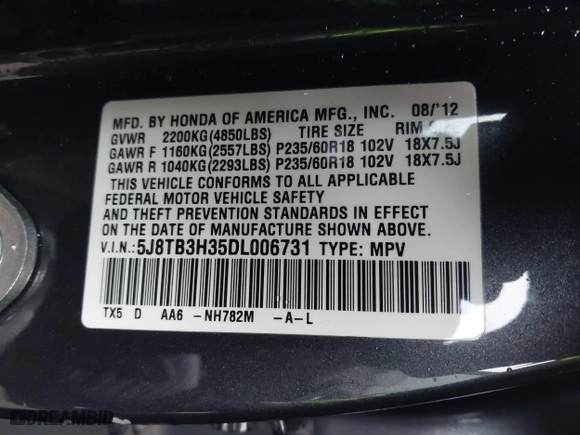 MFD. BY HONDA OF AMERICA MFG., INC. 08/'12
GVWR 2200KG(4850LBS) TIRE SIZE RIM SIZE
GAWR F 1160KG(2557LBS) P235/60R18 102V 18X7.5J
GAWR R 1040KG(2293LBS) P235/60R18 102V 18X7.5J
THIS VEHICLE CONFORMS TO ALL APPLICABLE
FEDERAL MOTOR VEHICLE SAFETY
AND THEFT PREVENTION STANDARDS IN EFFECT
ON THE DATE OF MANUFACTURE SHOWN ABOVE.
V.I.N.: 5J8TB3H35DL006731 TYPE: MPV
TX5 D AA6 -NH782M -A-L
DREAMBID